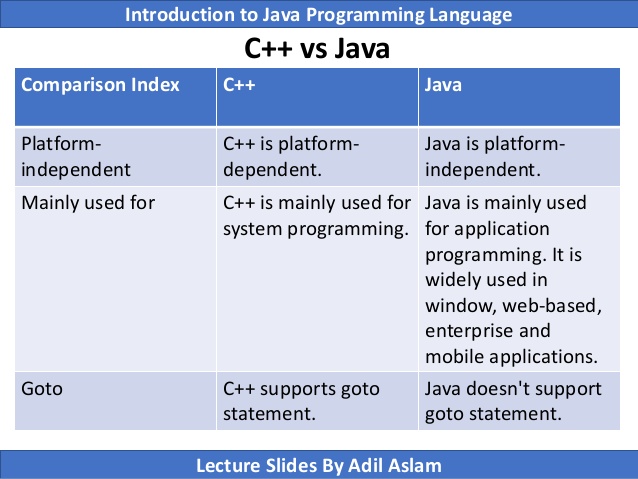 Introduction to Java Programming Language
C++ vs Java
Comparison Index C++ Java
Platform- C++ is platform- Java is platform-
independent dependent. independent.
Mainly used for C++ is mainly used for Java is mainly used
system programming. for application
programming. It is
widely used in
window, web-based,
enterprise and
mobile applications.
Goto C++ supports goto Java doesn't support
statement. goto statement.
Lecture Slides By Adil Aslam